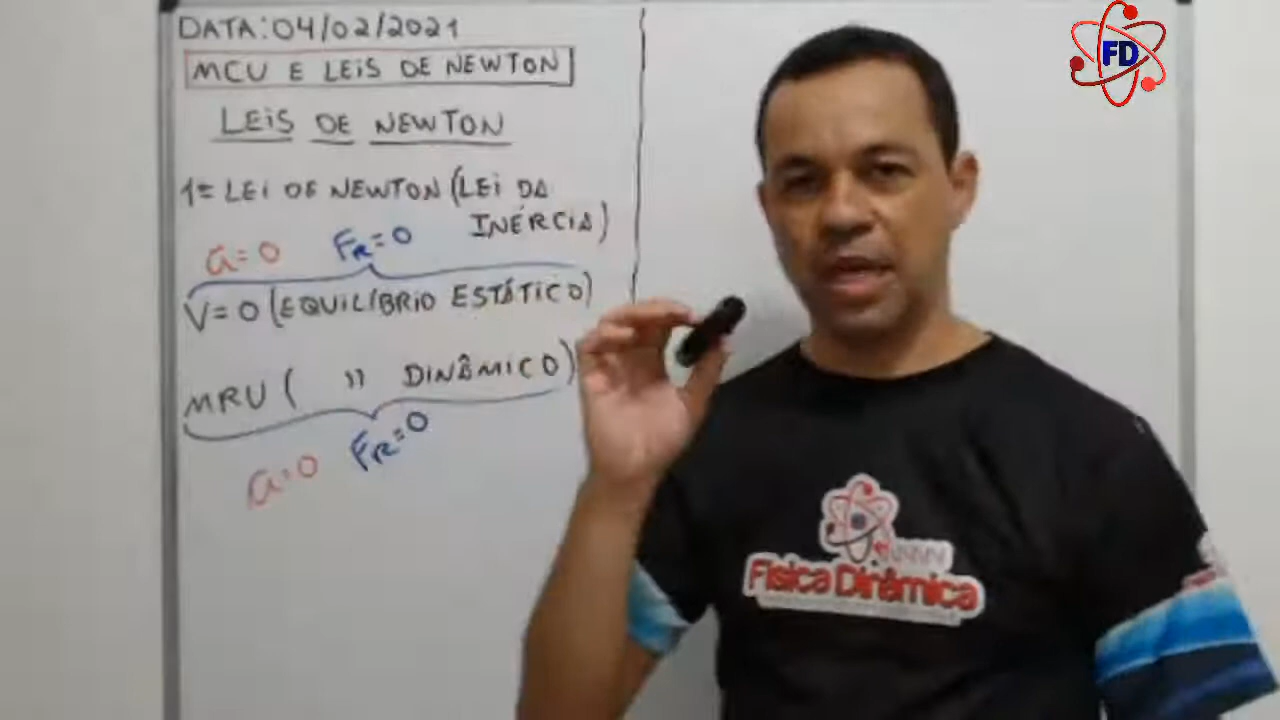 DATA: 04/02/2021
MCU E LEIS DE NEWTON
LEIS DE NEWTON
1ª LEI DE NEWTON (LEI DA
INÉRCIA)
a = 0 FR = 0
V = 0 (EQUILÍBRIO ESTÁTICO)
MRU ( " DINÂMICO)
a = 0 FR = 0
FD
Física Dinâmica